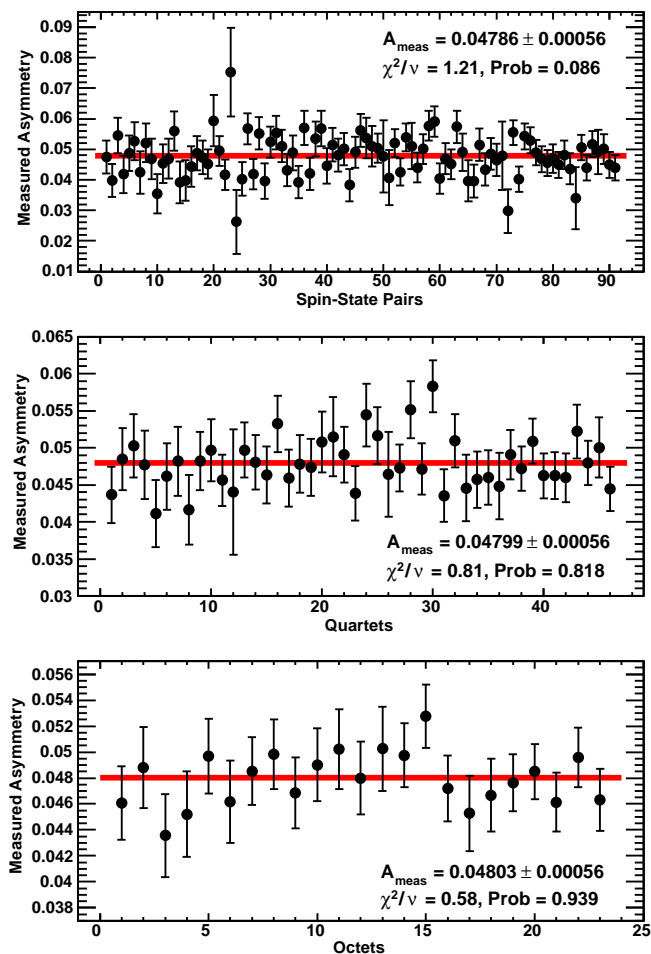 0.09
0.08
0.07
0.06
0.05
0.04
0.03
0.02
0.01
Measured Asymmetry
A_meas = 0.04786 ± 0.00056
χ²/ν = 1.21, Prob = 0.086
0 10 20 30 40 50 60 70 80 90
Spin-State Pairs
0.065
0.06
0.055
0.05
0.045
0.04
0.035
0.03
Measured Asymmetry
A_meas = 0.04799 ± 0.00056
χ²/ν = 0.81, Prob = 0.818
0 10 20 30 40
Quartets
0.056
0.054
0.052
0.05
0.048
0.046
0.044
0.042
0.04
0.038
Measured Asymmetry
A_meas = 0.04803 ± 0.00056
χ²/ν = 0.58, Prob = 0.939
0 5 10 15 20 25
Octets